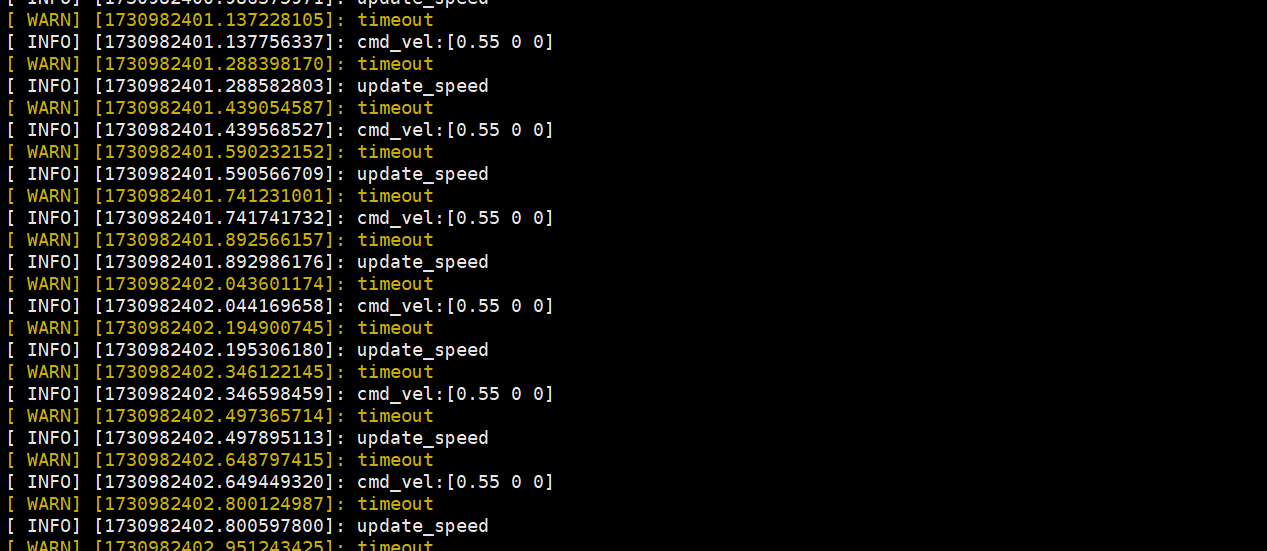 [ INFO] [1730982400.986375971]: update_speed
[ WARN] [1730982401.137228105]: timeout
[ INFO] [1730982401.137756337]: cmd_vel:[0.55 0 0]
[ WARN] [1730982401.288398170]: timeout
[ INFO] [1730982401.288582803]: update_speed
[ WARN] [1730982401.439054587]: timeout
[ INFO] [1730982401.439568527]: cmd_vel:[0.55 0 0]
[ WARN] [1730982401.590232152]: timeout
[ INFO] [1730982401.590566709]: update_speed
[ WARN] [1730982401.741231001]: timeout
[ INFO] [1730982401.741741732]: cmd_vel:[0.55 0 0]
[ WARN] [1730982401.892566157]: timeout
[ INFO] [1730982401.892986176]: update_speed
[ WARN] [1730982402.043601174]: timeout
[ INFO] [1730982402.044169658]: cmd_vel:[0.55 0 0]
[ WARN] [1730982402.194900745]: timeout
[ INFO] [1730982402.195306180]: update_speed
[ WARN] [1730982402.346122145]: timeout
[ INFO] [1730982402.346598459]: cmd_vel:[0.55 0 0]
[ WARN] [1730982402.497365714]: timeout
[ INFO] [1730982402.497895113]: update_speed
[ WARN] [1730982402.648797415]: timeout
[ INFO] [1730982402.649449320]: cmd_vel:[0.55 0 0]
[ WARN] [1730982402.800124987]: timeout
[ INFO] [1730982402.800597800]: update_speed
[ WARN] [1730982402.951243425]: timeout